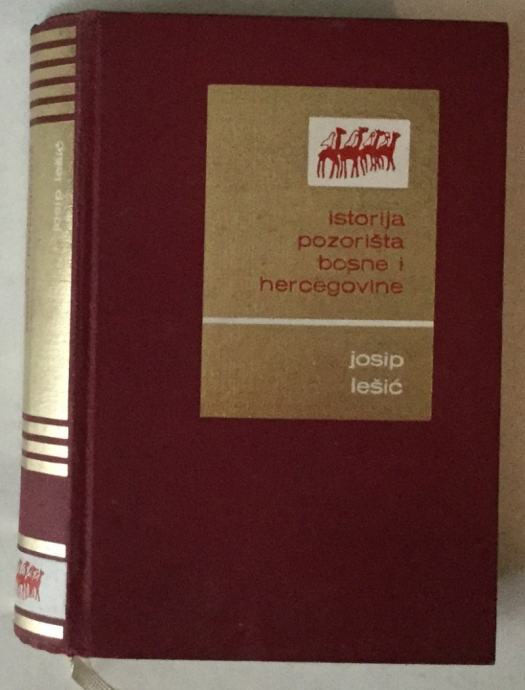 istorija
pozorišta
bosne i
hercegovine
josip
lešić
josip lešić